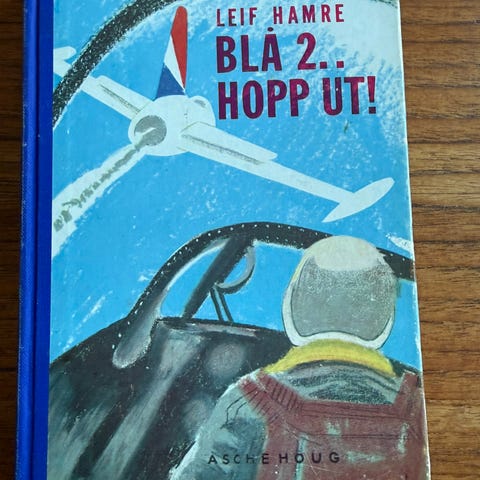 LEIF HAMRE
BLÅ 2..
HOPP UT!
ASCHEHOUG